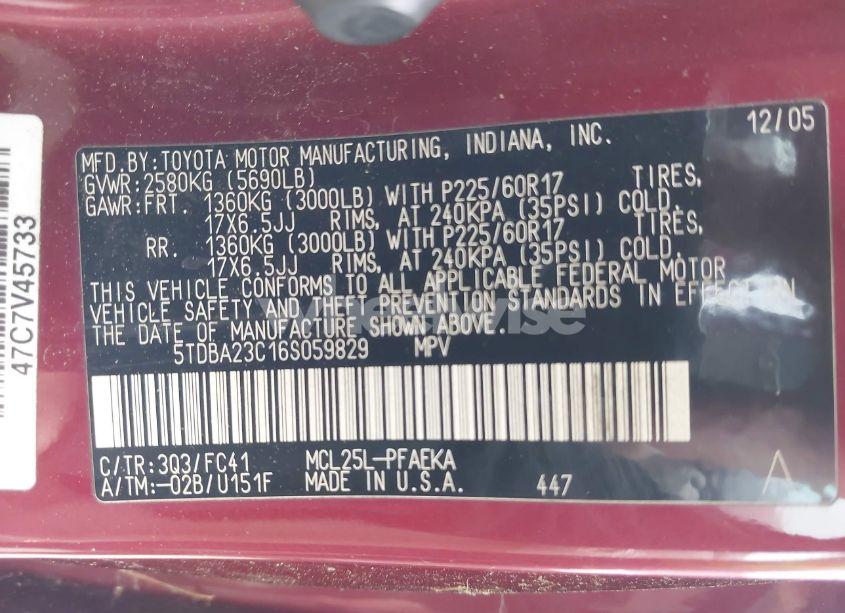 12/05
MFD.BY:TOYOTA MOTOR MANUFACTURING, INDIANA, INC.
GVWR:2580KG (5690LB)
GAWR:FRT. 1360KG (3000LB) WITH P225/60R17 TIRES,
17X6.5JJ RIMS, AT 240KPA (35PSI) COLD.
RR. 1360KG (3000LB) WITH P225/60R17 TIRES,
17X6.5JJ RIMS, AT 240KPA (35PSI) COLD.
THIS VEHICLE CONFORMS TO ALL APPLICABLE FEDERAL MOTOR
VEHICLE SAFETY AND THEFT PREVENTION STANDARDS IN EFFECT ON
THE DATE OF MANUFACTURE SHOWN ABOVE.
5TDBA23C16S059829 MPV
C/TR:3Q3/FC41 MCL25L-PFAEKA
A/TM:-02B/U151F MADE IN U.S.A. 447 A
47C7V45733